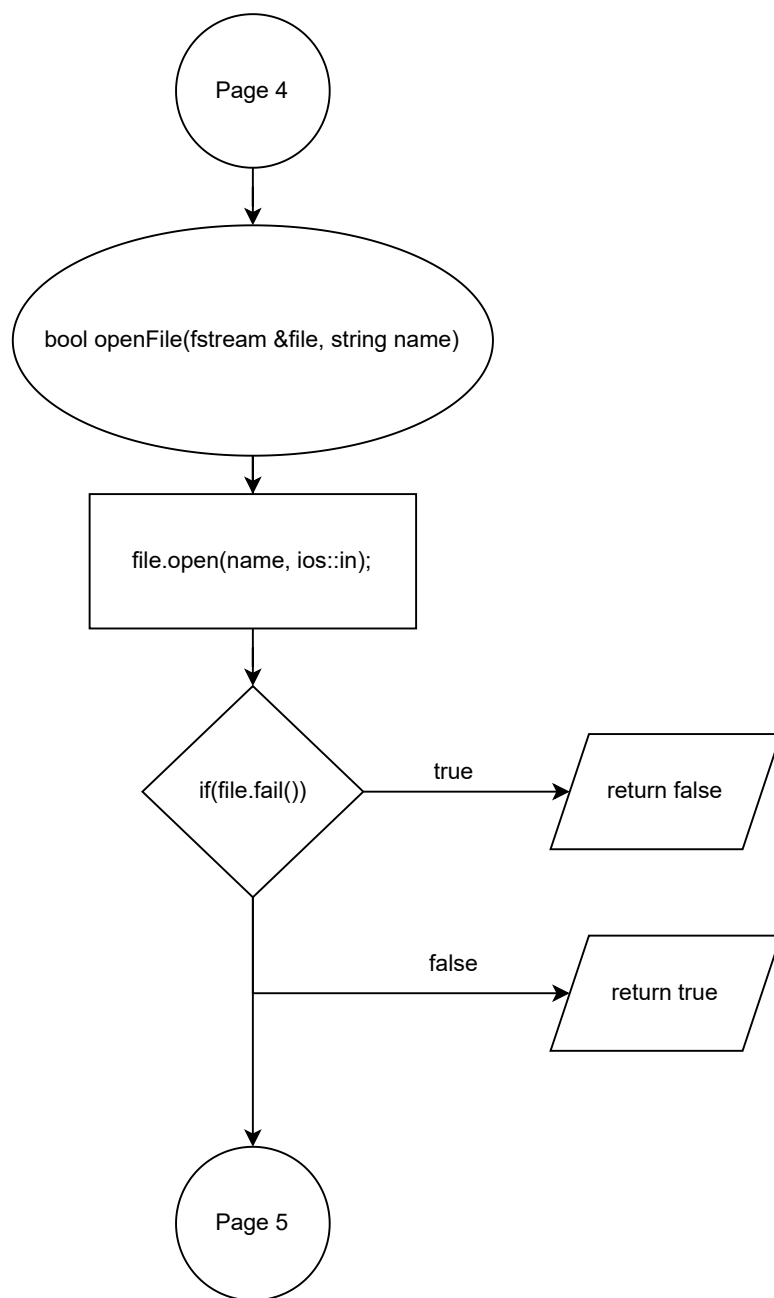 Page 4
bool openFile(fstream &file, string name)
file.open(name, ios::in);
if(file.fail())
true
return false
false
return true
Page 5